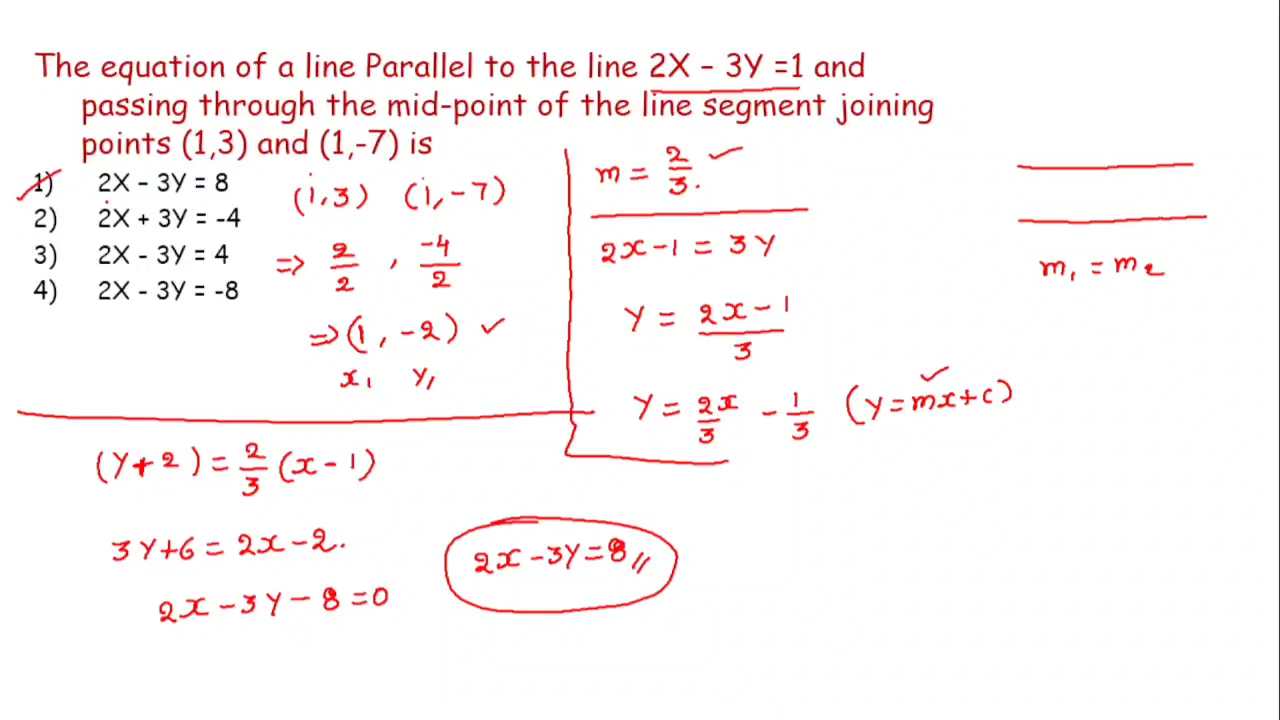 The equation of a line Parallel to the line 2X - 3Y =1 and
passing through the mid-point of the line segment joining
points (1,3) and (1,-7) is
1) 2X - 3Y = 8
2) 2X + 3Y = -4
3) 2X - 3Y = 4
4) 2X - 3Y = -8
(1,3) (1,-7)
=> 2/2 , -4/2
=> (1, -2) ✓
x₁ y₁
m = 2/3. ✓
2x-1 = 3Y
Y = 2x-1/3
Y = 2x/3 - 1/3 (y=mx+c) ✓
m₁ = m₂
(Y+2) = 2/3 (x-1)
3Y+6 = 2x-2.
2x-3Y-8=0
2x-3Y=8//